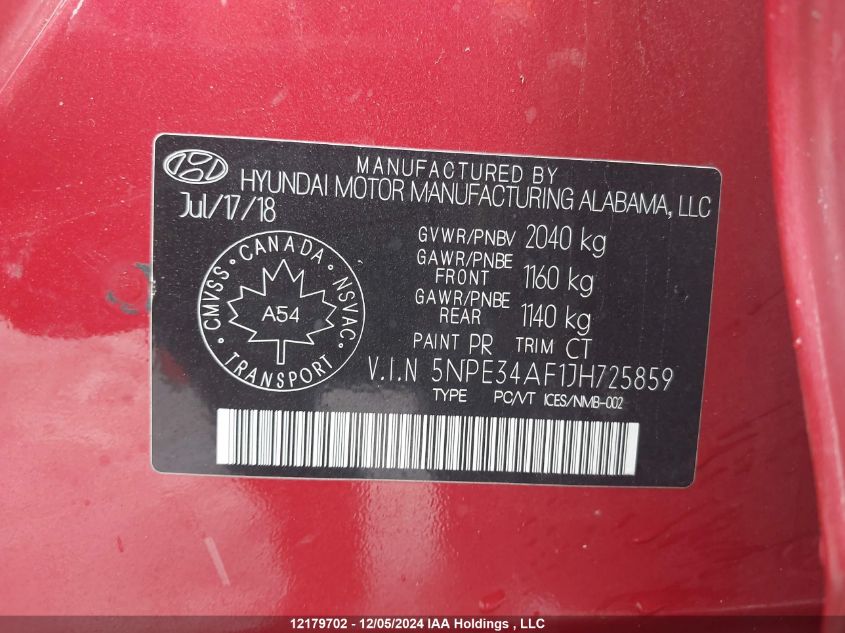 MANUFACTURED BY
HYUNDAI MOTOR MANUFACTURING ALABAMA, LLC
Jul/17/18
GVWR/PNBV 2040 kg
GAWR/PNBE FRONT 1160 kg
GAWR/PNBE REAR 1140 kg
PAINT PR TRIM CT
CMVSS · CANADA · NSVAC ·
A54
TRANSPORT
V.I.N 5NPE34AF1JH725859
TYPE PC/VT ICES/NMB-002
12179702 - 12/05/2024 IAA Holdings , LLC